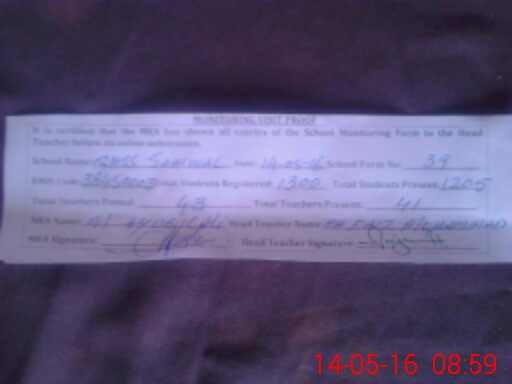 MONITORING VISIT PROOF
It is certified that the MEA has shown all entries of the School Monitoring Form to the Head
Teacher before its online submission.
School Name: GHSS SAHIWAL Date: 14-05-16 School Form No: 39
EMIS Code: Total Students Registered: 1300 Total Students Present: 1205
Total Teachers Posted: 43 Total Teachers Present: 41
MEA Name: Head Teacher Name: MUHAMMAD
MEA Signature: Head Teacher Signature:
14-05-16 08:59